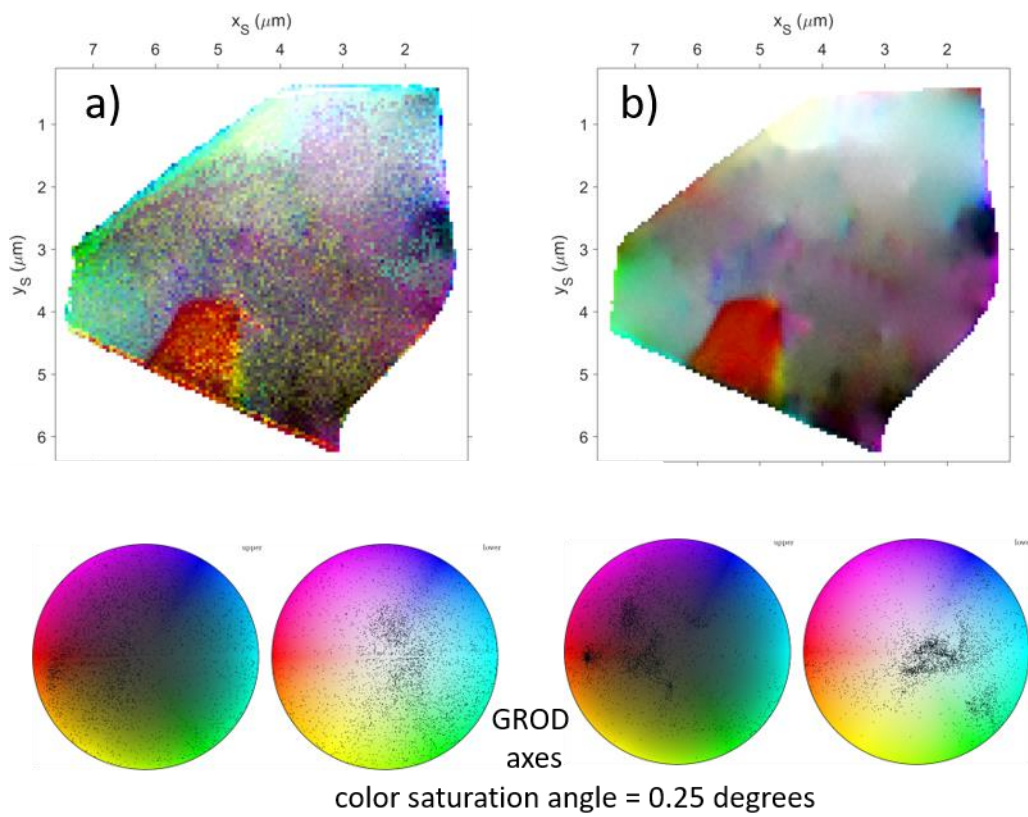 x_S (μm)
7 6 5 4 3 2
a)
y_S (μm)
1
2
3
4
5
6
x_S (μm)
7 6 5 4 3 2
b)
y_S (μm)
1
2
3
4
5
6
upper
lower
upper
lower
GROD
axes
color saturation angle = 0.25 degrees